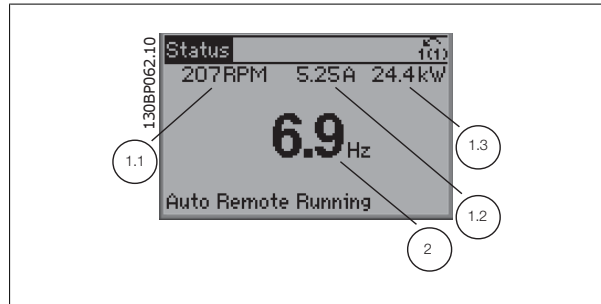 130BP062.10
Status
1(1)
207RPM 5.25A 24.4kW
6.9Hz
Auto Remote Running
1.1
1.3
1.2
2